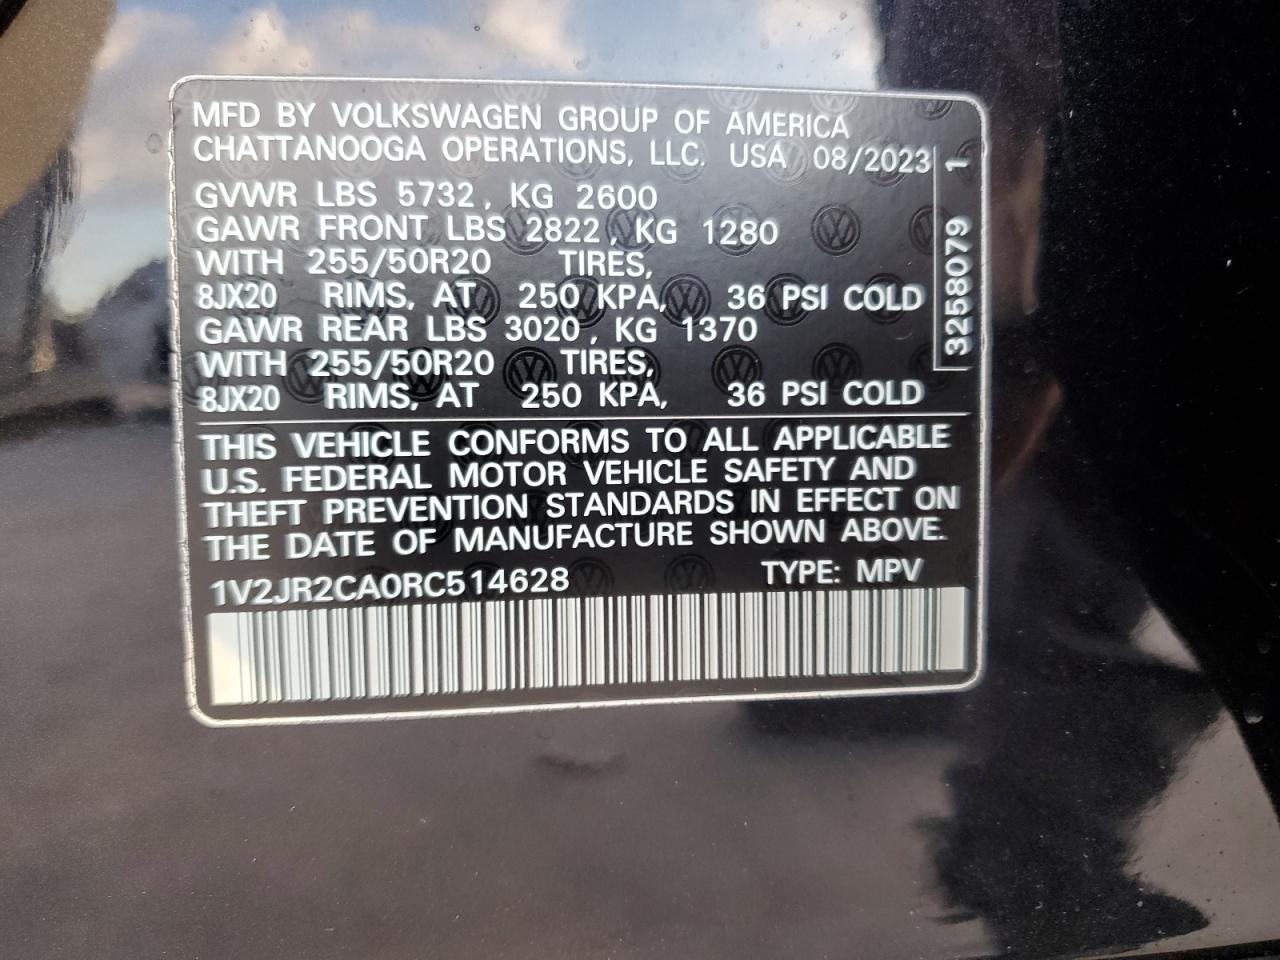 MFD BY VOLKSWAGEN GROUP OF AMERICA
CHATTANOOGA OPERATIONS, LLC. USA 08/2023
GVWR LBS 5732, KG 2600
GAWR FRONT LBS 2822, KG 1280
WITH 255/50R20 TIRES,
8JX20 RIMS, AT 250 KPA, 36 PSI COLD
GAWR REAR LBS 3020, KG 1370
WITH 255/50R20 TIRES,
8JX20 RIMS, AT 250 KPA, 36 PSI COLD
3258079 1
THIS VEHICLE CONFORMS TO ALL APPLICABLE
U.S. FEDERAL MOTOR VEHICLE SAFETY AND
THEFT PREVENTION STANDARDS IN EFFECT ON
THE DATE OF MANUFACTURE SHOWN ABOVE.
1V2JR2CA0RC514628 TYPE: MPV